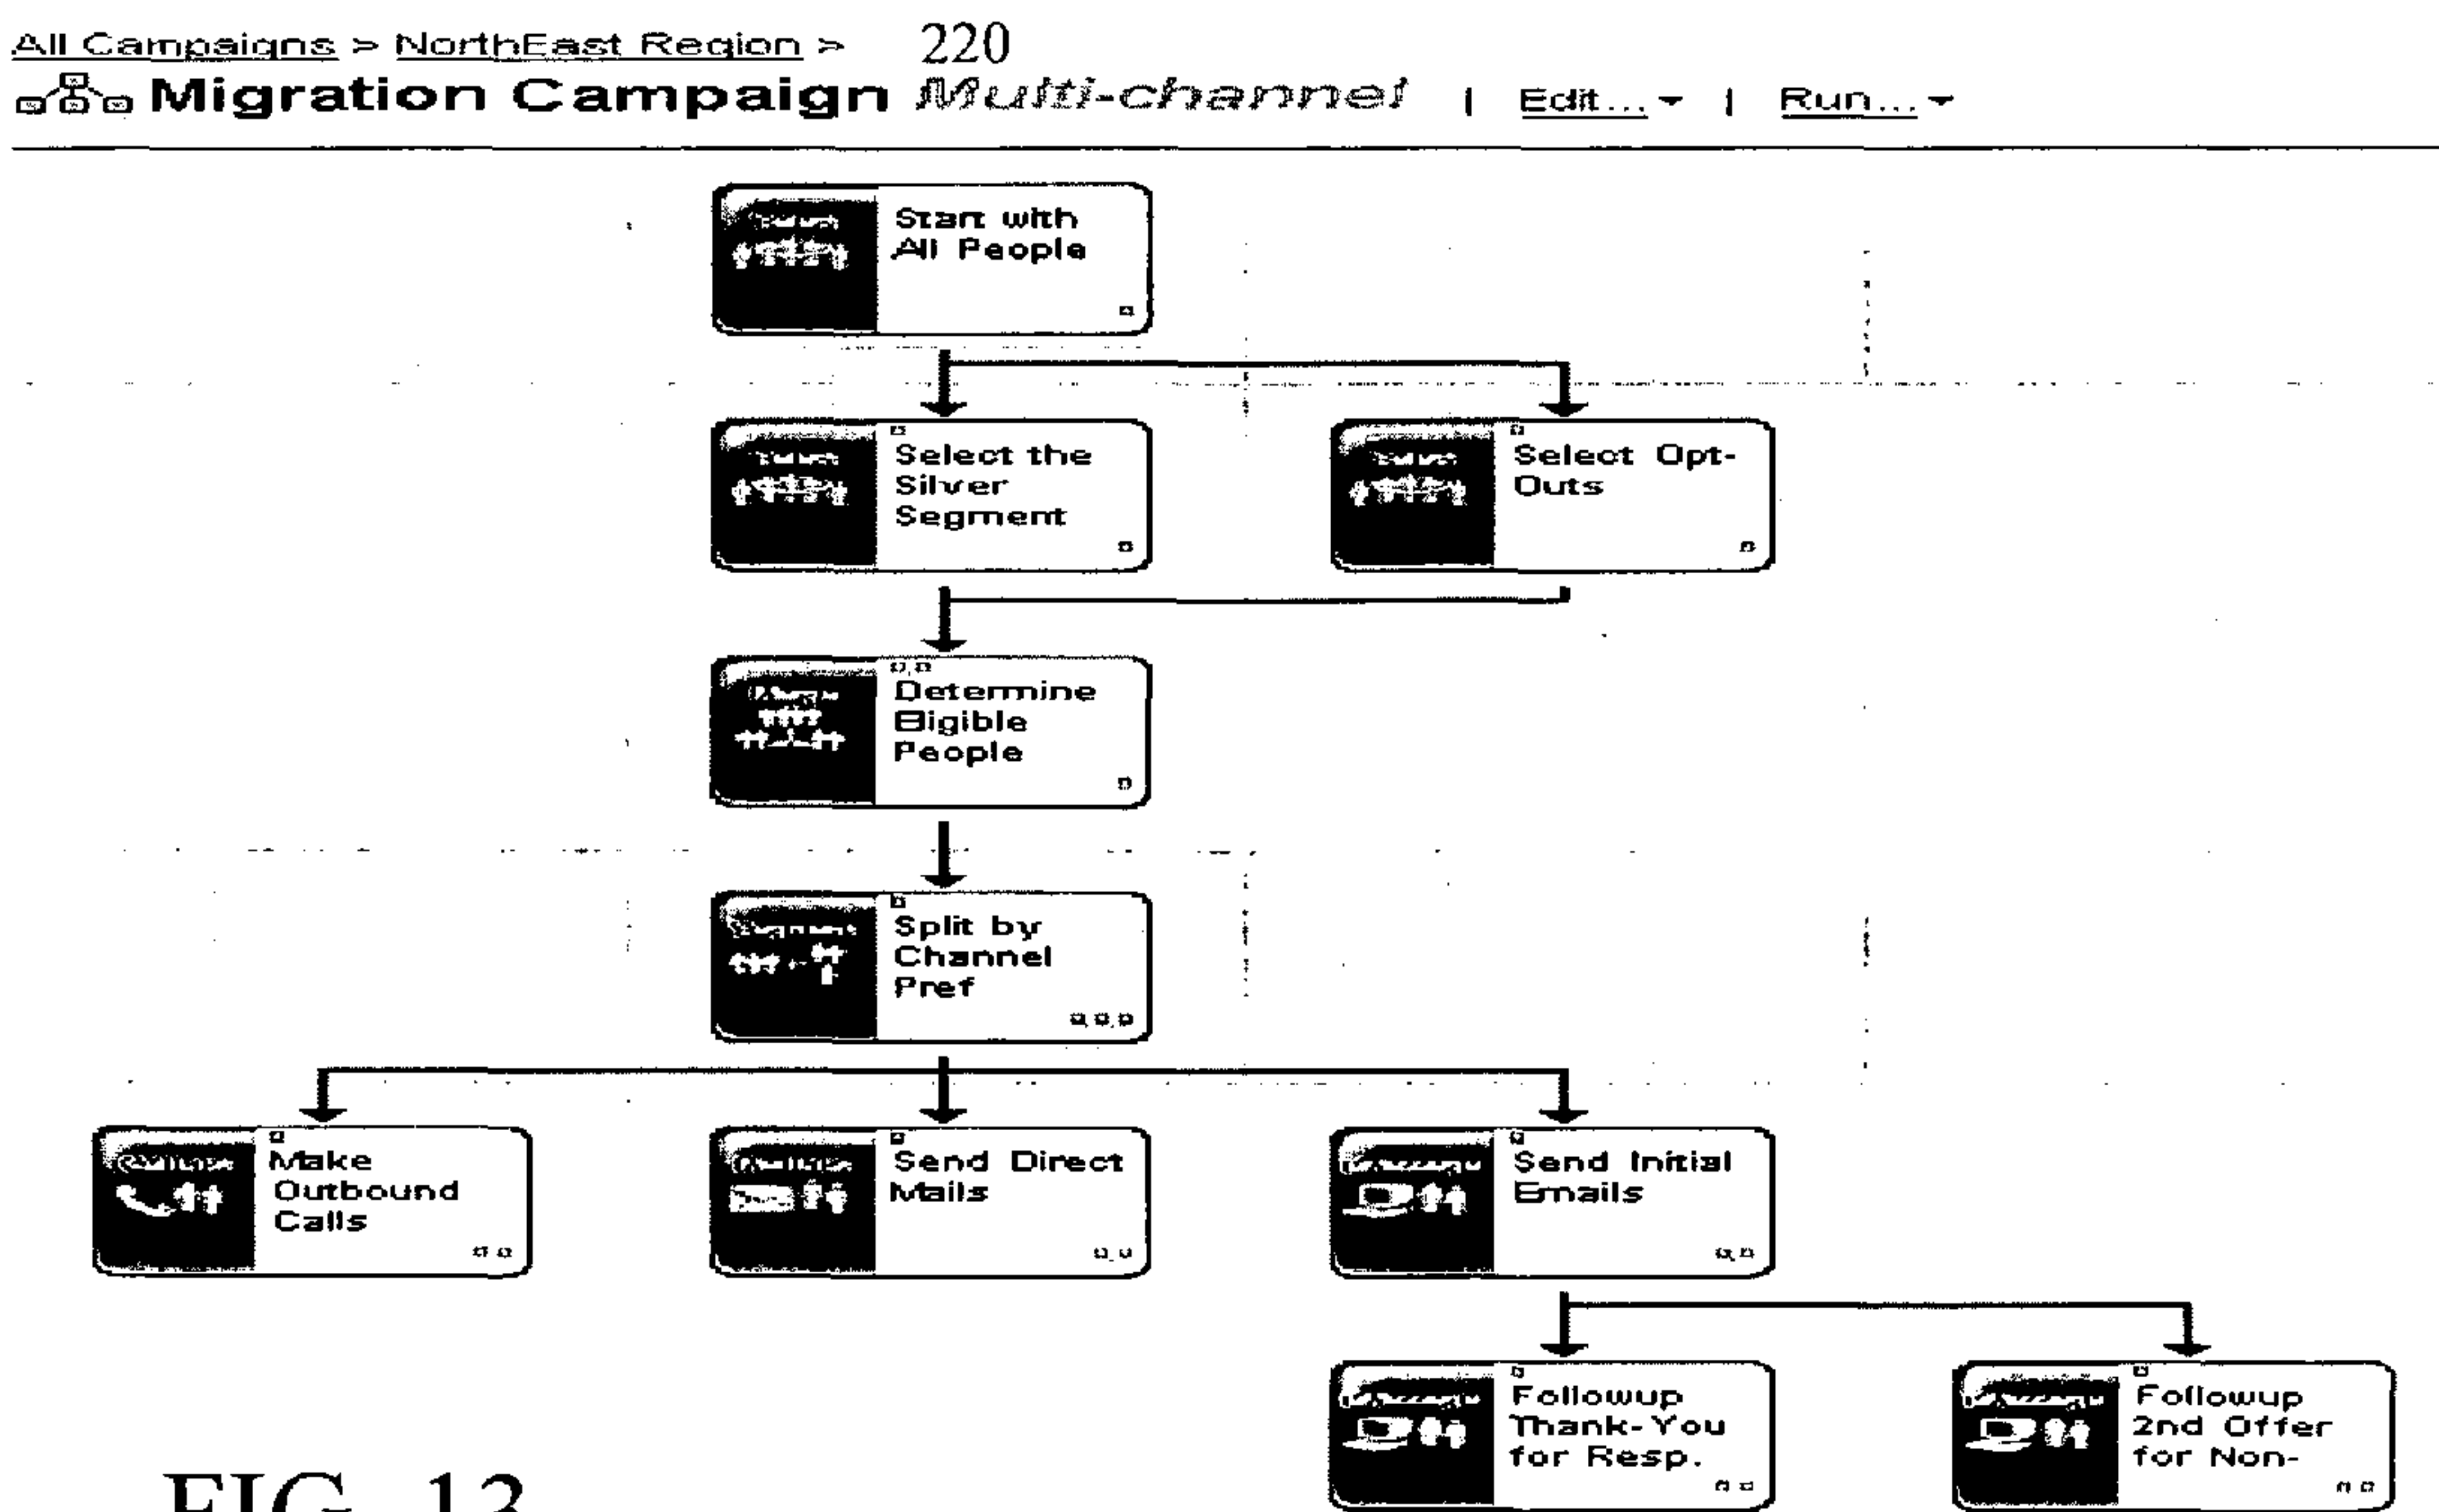 All Campaigns > NorthEast Region >
220
Migration Campaign Multi-channel | Edit... | Run...
Start with
All People
Select the
Silver
Segment
Select Opt-
Outs
Determine
Eligible
People
Split by
Channel
Pref
Make
Outbound
Calls
Send Direct
Mails
Send Initial
Emails
Followup
Thank-You
for Resp.
Followup
2nd Offer
for Non-
FIG. 13